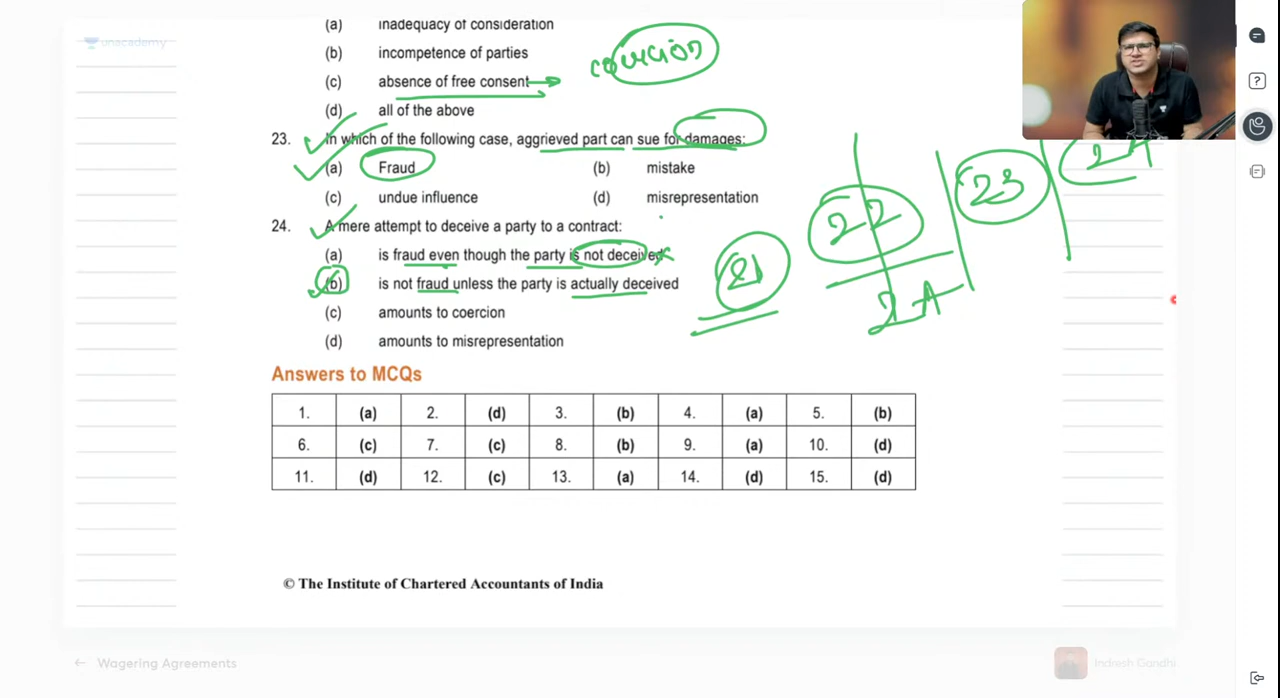 (a) inadequacy of consideration
unacademy
(b) incompetence of parties
coercion
(c) absence of free consent
(d) all of the above
23. In which of the following case, aggrieved part can sue for damages:
(a) Fraud (b) mistake
(c) undue influence (d) misrepresentation
22 23 24
24. A mere attempt to deceive a party to a contract:
(a) is fraud even though the party is not deceived
(b) is not fraud unless the party is actually deceived
21
2A
(c) amounts to coercion
(d) amounts to misrepresentation
Answers to MCQs
1. (a) 2. (d) 3. (b) 4. (a) 5. (b)
6. (c) 7. (c) 8. (b) 9. (a) 10. (d)
11. (d) 12. (c) 13. (a) 14. (d) 15. (d)
© The Institute of Chartered Accountants of India
Wagering Agreements
Indresh Gandhi